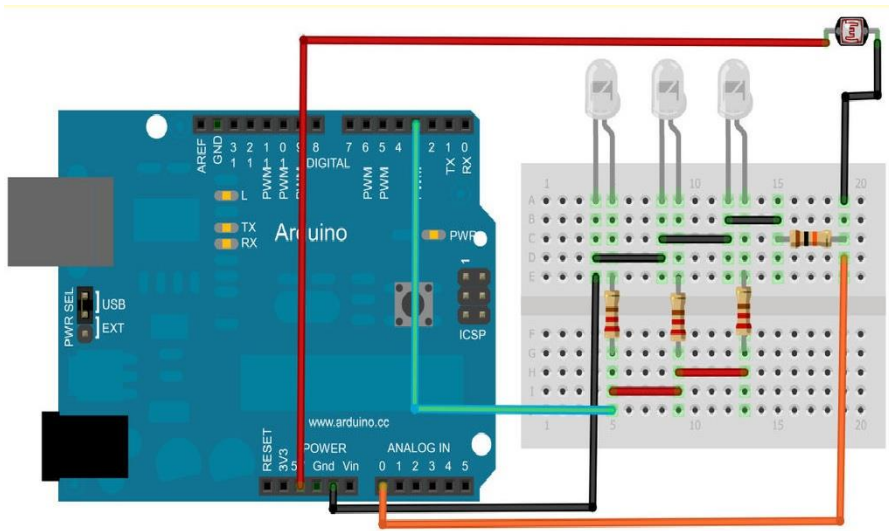 AREF
GND
13
12
PWM 11
PWM 10
PWM 9
8
DIGITAL
7
PWM 6
PWM 5
4
PWM
2
TX 1
RX 0
L
TX
RX
Arduino
PWR
1
ICSP
PWR SEL
USB
EXT
www.arduino.cc
POWER
ANALOG IN
RESET
3V3
5
Gnd
Vin
0 1 2 3 4 5
1 10 15 20
A
B
C
D
E
F
G
H
I
J
1 5 10 15 20